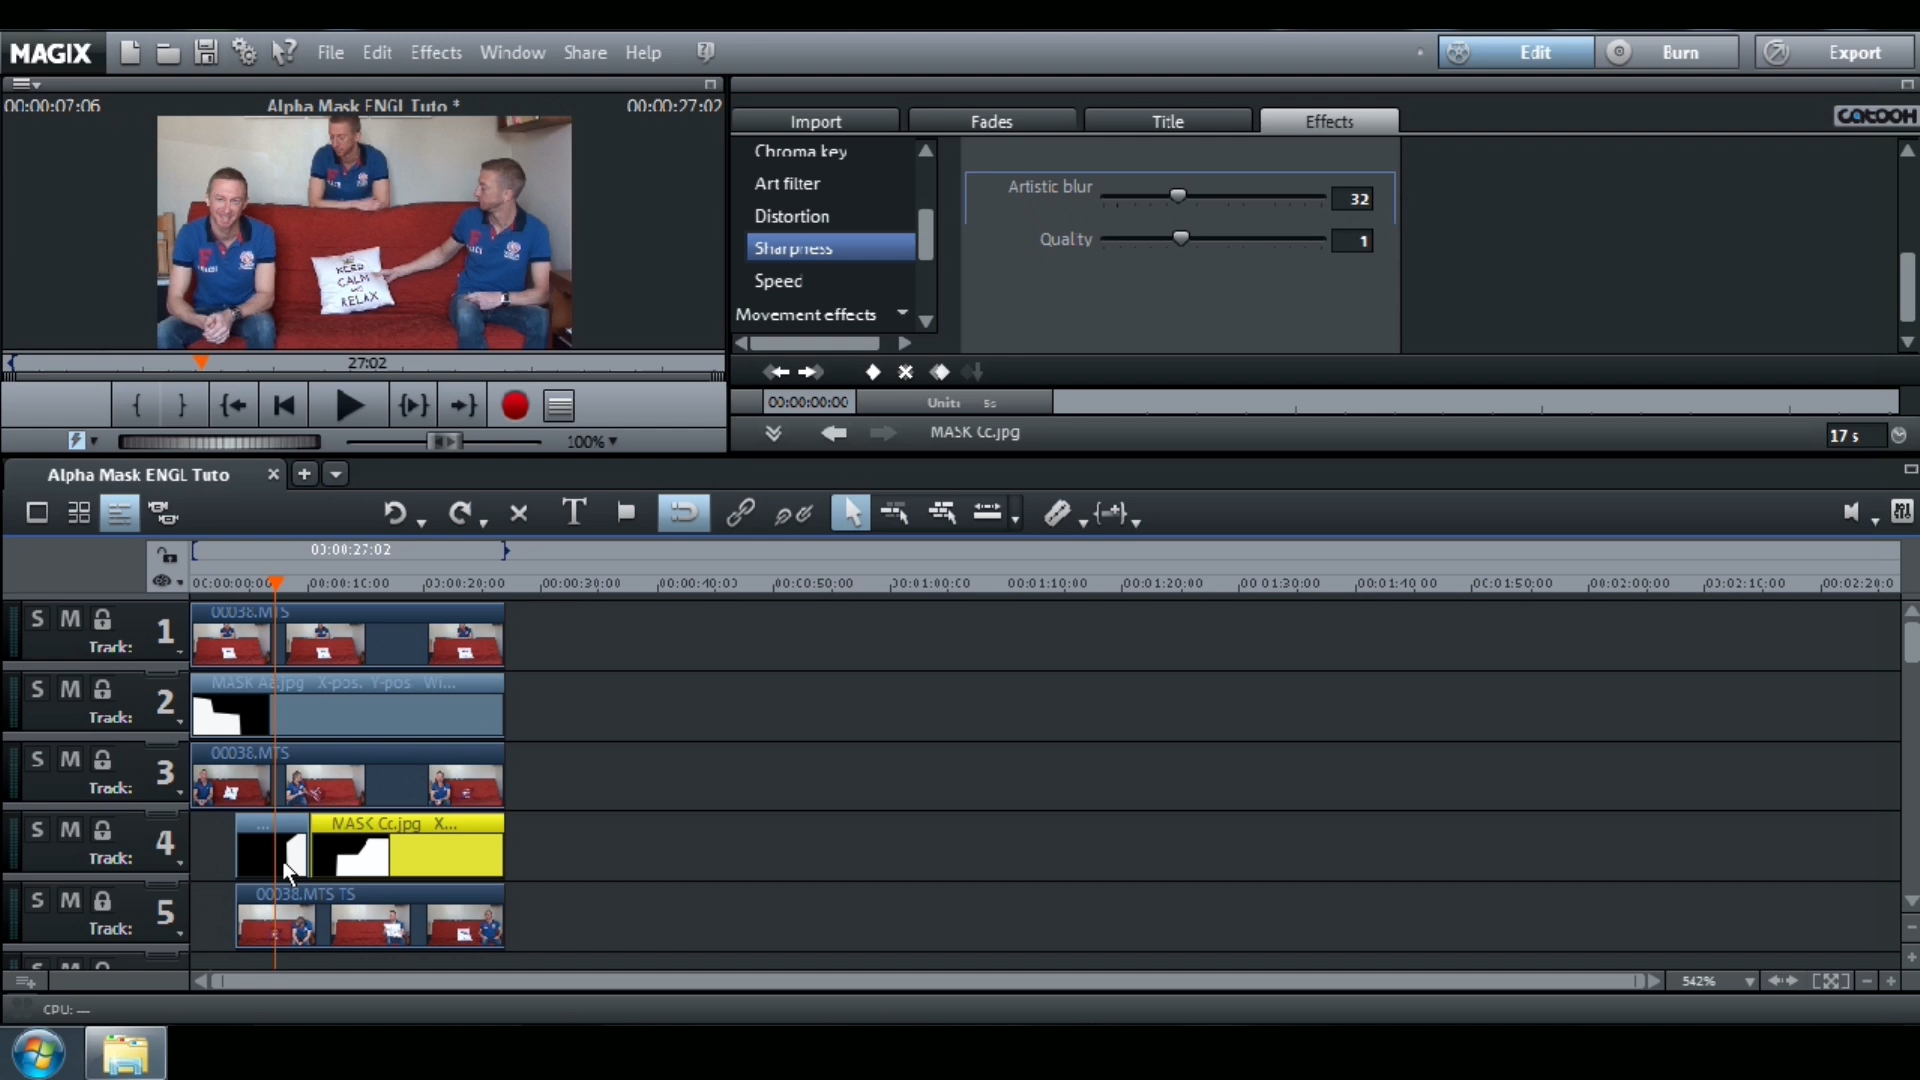 MAGIX File Edit Effects Window Share Help Edit Burn Export
00:00:07:06 Alpha Mask ENGL Tuto * 00:00:27:02
KEEP
CALM
RELAX
27:02
100%
Import Fades Title Effects catooh
Chroma key
Art filter
Distortion
Sharpness
Speed
Movement effects
Artistic blur 32
Quality 1
00:00:00:00 Unit: 5s
MASK Cc.jpg 17 s
Alpha Mask ENGL Tuto
T
00:00:27:02
00:00:00:00 00:00:10:00 00:00:20:00 00:00:30:00 00:00:40:00 00:00:50:00 00:01:00:00 00:01:10:00 00:01:20:00 00:01:30:00 00:01:40:00 00:01:50:00 00:02:00:00 00:02:10:00 00:02:20:0
S M Track: 1 00038.MTS
S M Track: 2 MASK Aa.jpg X-pos. Y-pos Wi...
S M Track: 3 00038.MTS
S M Track: 4 ... MASK Cc.jpg X...
S M Track: 5 00038.MTS TS
S M
542%
CPU: —